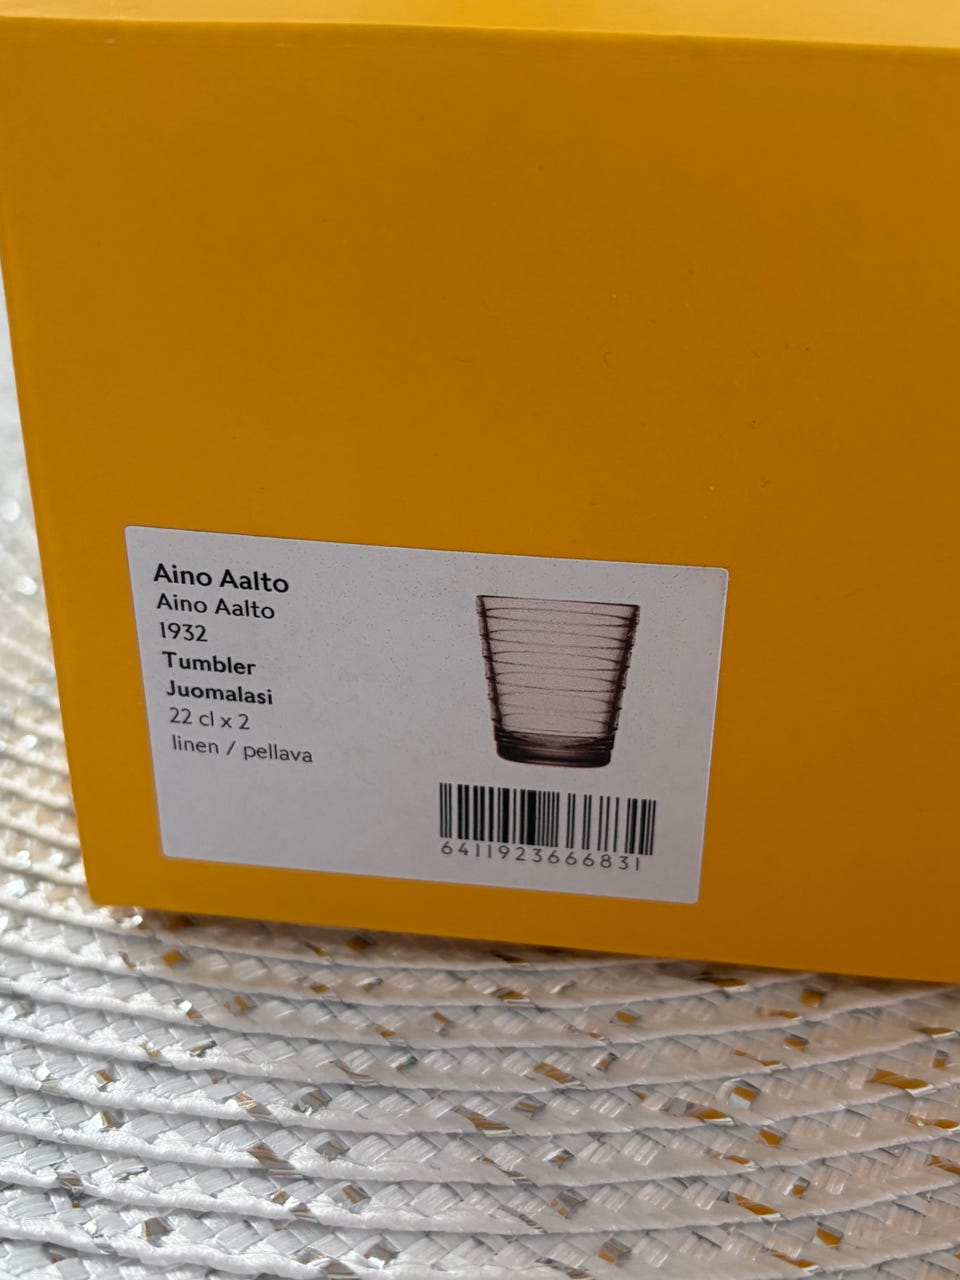 Aino Aalto
Aino Aalto
1932
Tumbler
Juomalasi
22 cl x 2
linen / pellava
6411923666831